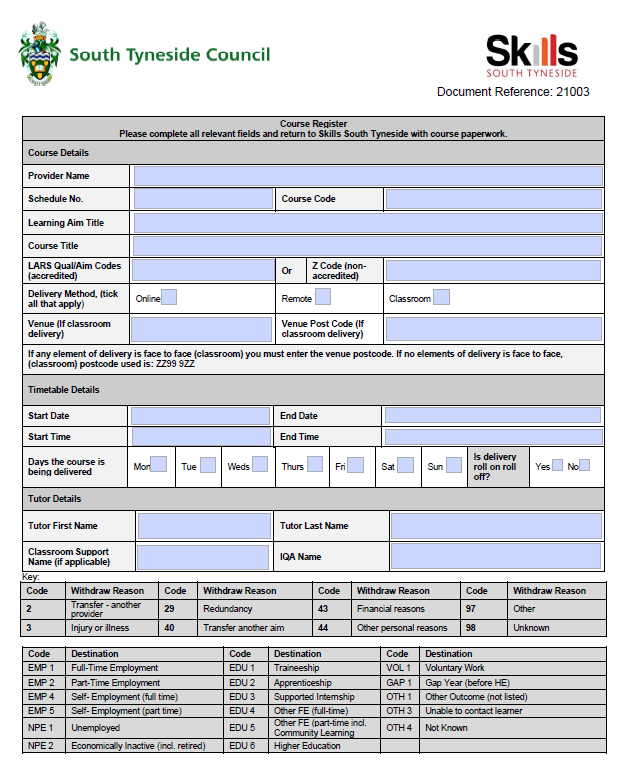 South Tyneside Council
Skills
SOUTH TYNESIDE
Document Reference: 21003
Course Register
Please complete all relevant fields and return to Skills South Tyneside with course paperwork.
Course Details
Provider Name
Schedule No. Course Code
Learning Aim Title
Course Title
LARS Qual/Aim Codes (accredited) Or Z Code (non-accredited)
Delivery Method, (tick all that apply) Online Remote Classroom
Venue (If classroom delivery) Venue Post Code (If classroom delivery)
If any element of delivery is face to face (classroom) you must enter the venue postcode. If no elements of delivery is face to face,
(classroom) postcode used is: ZZ99 9ZZ
Timetable Details
Start Date End Date
Start Time End Time
Days the course is being delivered Mon Tue Weds Thurs Fri Sat Sun Is delivery roll on roll off? Yes No
Tutor Details
Tutor First Name Tutor Last Name
Classroom Support Name (if applicable) IQA Name
Key:
Code Withdraw Reason Code Withdraw Reason Code Withdraw Reason Code Withdraw Reason
2 Transfer - another provider 29 Redundancy 43 Financial reasons 97 Other
3 Injury or illness 40 Transfer another aim 44 Other personal reasons 98 Unknown
Code Destination Code Destination Code Destination
EMP 1 Full-Time Employment EDU 1 Traineeship VOL 1 Voluntary Work
EMP 2 Part-Time Employment EDU 2 Apprenticeship GAP 1 Gap Year (before HE)
EMP 4 Self- Employment (full time) EDU 3 Supported Internship OTH 1 Other Outcome (not listed)
EMP 5 Self- Employment (part time) EDU 4 Other FE (full-time) OTH 3 Unable to contact learner
NPE 1 Unemployed EDU 5 Other FE (part-time incl. Community Learning OTH 4 Not Known
NPE 2 Economically Inactive (incl. retired) EDU 6 Higher Education